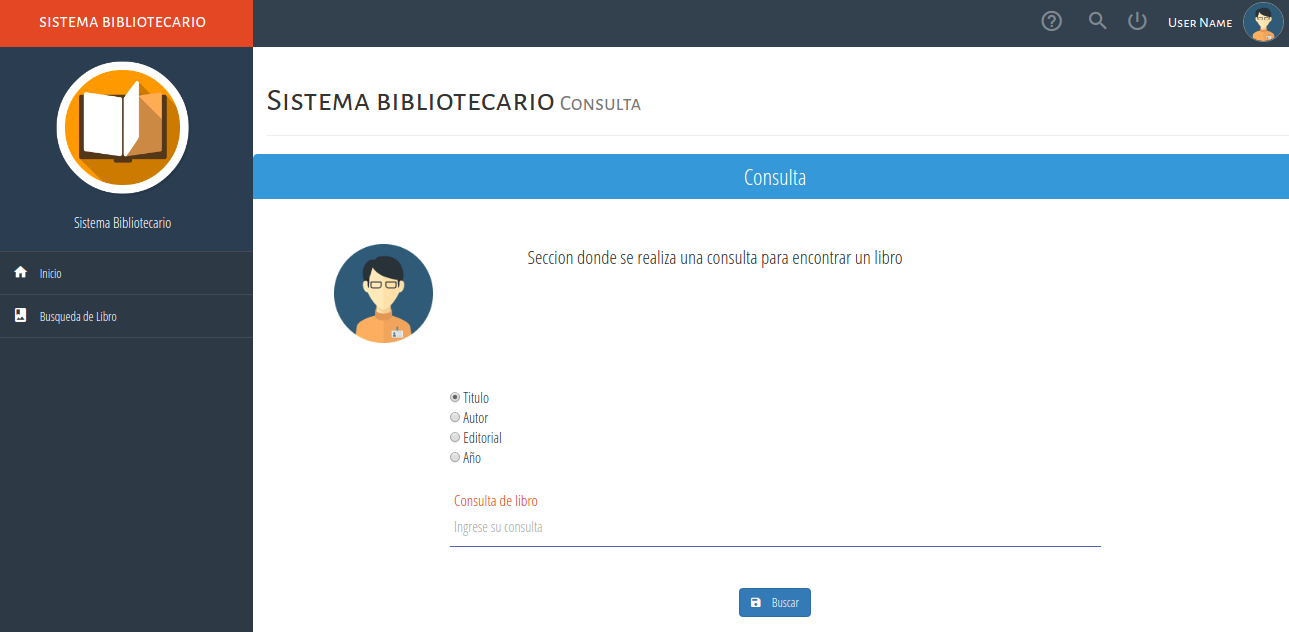 SISTEMA BIBLIOTECARIO
User Name
Sistema Bibliotecario
Inicio
Busqueda de Libro
Sistema bibliotecario Consulta
Consulta
Seccion donde se realiza una consulta para encontrar un libro
Titulo
Autor
Editorial
Año
Consulta de libro
Ingrese su consulta
Buscar